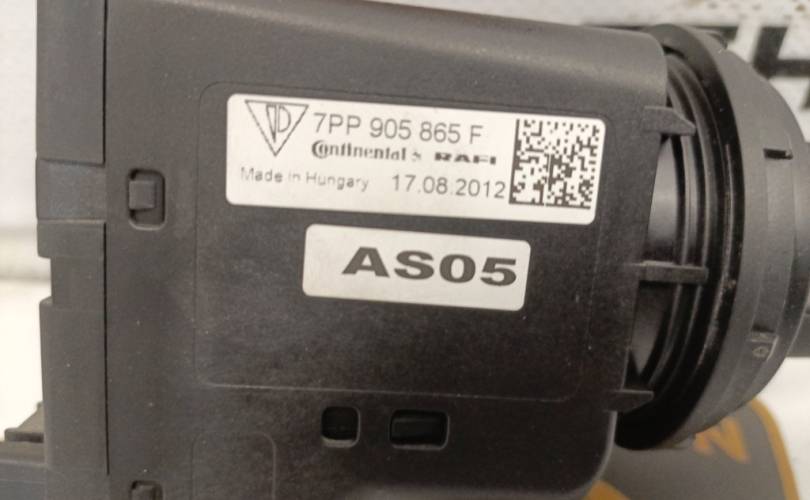 7PP 905 865 F
Continental RAFI
Made in Hungary 17.08.2012
AS05